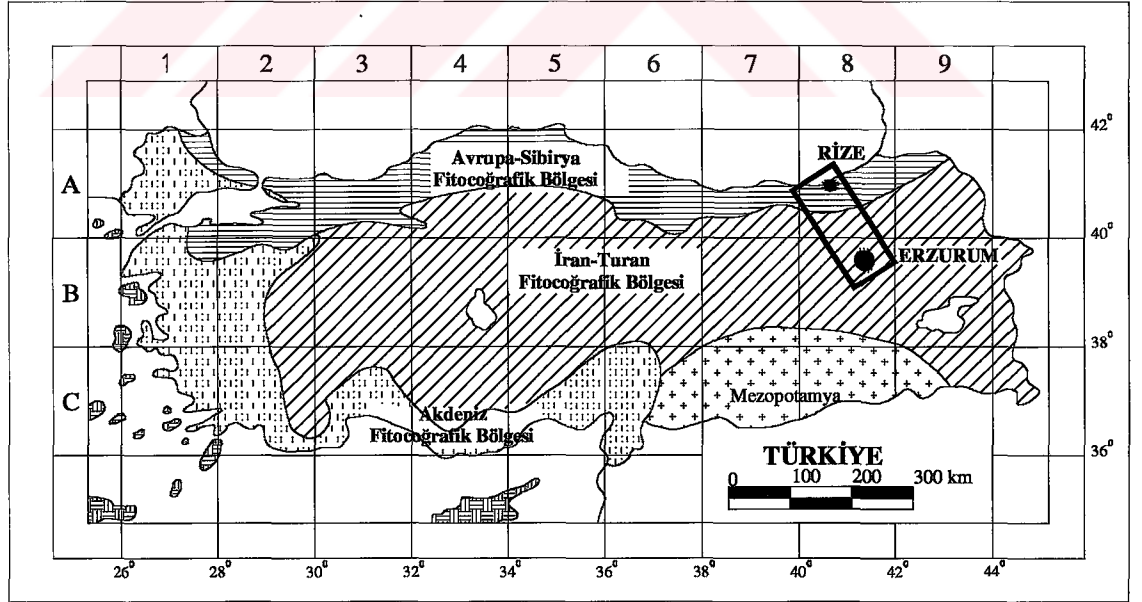 1 2 3 4 5 6 7 8 9
42°
Avrupa-Sibirya
Fitocoğrafik Bölgesi
RİZE
A
40°
İran-Turan
Fitocoğrafik Bölgesi
ERZURUM
B
38°
C
Mezopotamya
Akdeniz
Fitocoğrafik Bölgesi
36°
TÜRKİYE
0 100 200 300 km
26° 28° 30° 32° 34° 36° 38° 40° 42° 44°